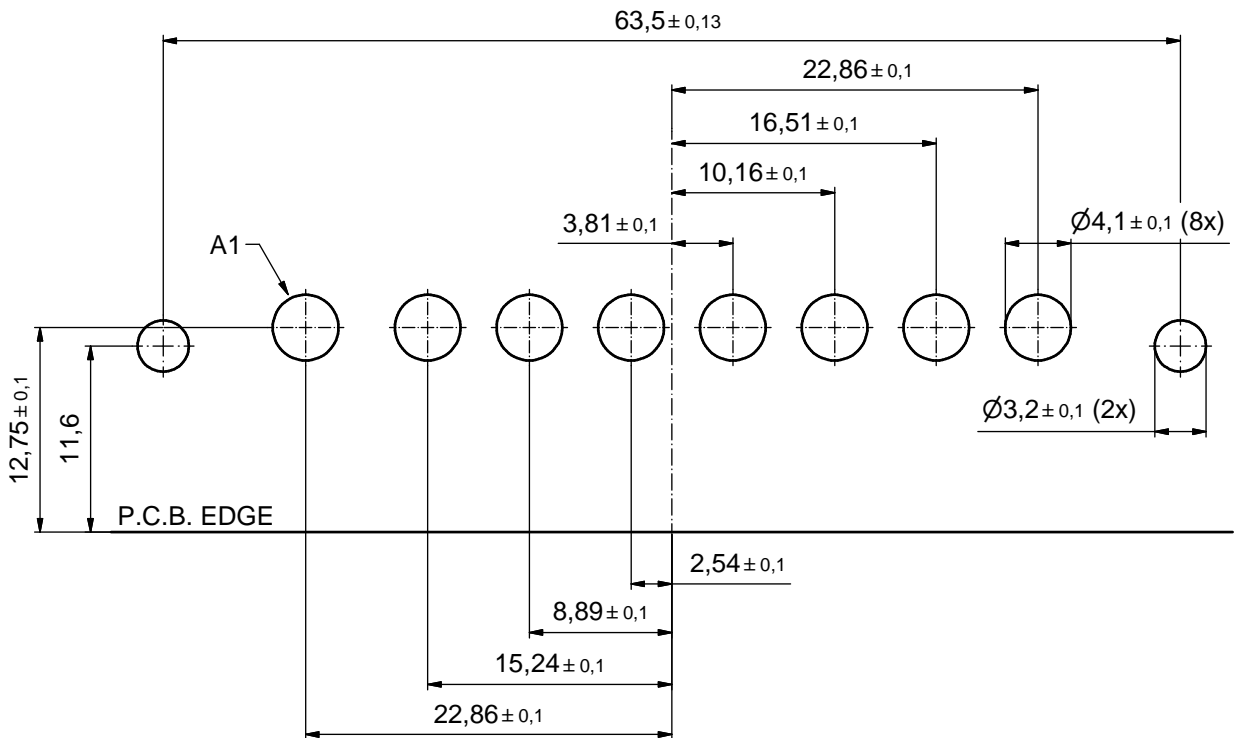 63,5± 0,13
22,86± 0,1
16,51± 0,1
10,16± 0,1
3,81± 0,1
Ø4,1± 0,1 (8x)
A1
12,75± 0,1
11,6
Ø3,2± 0,1 (2x)
P.C.B. EDGE
2,54± 0,1
8,89± 0,1
15,24± 0,1
22,86± 0,1